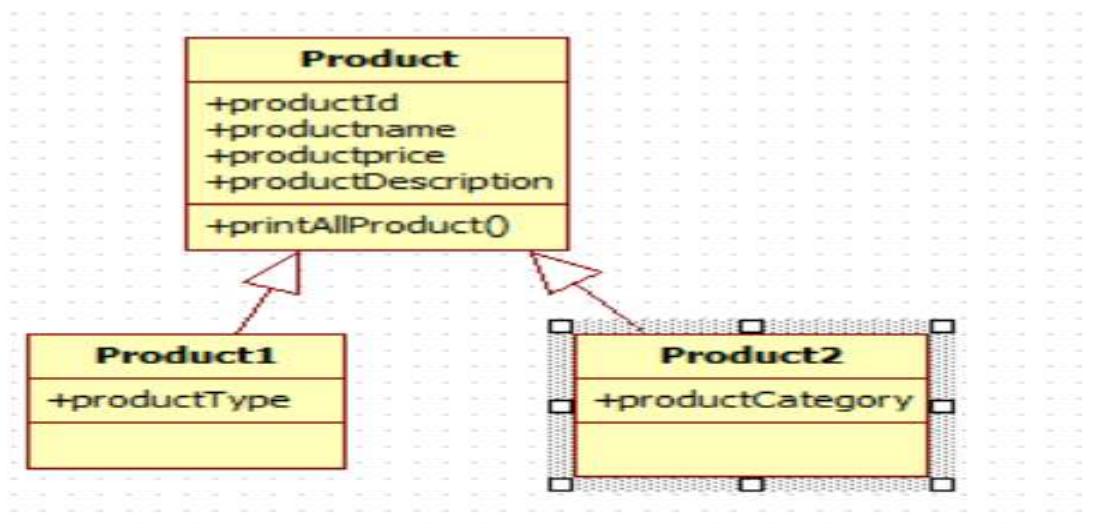 Product
+productId
+productname
+productprice
+productDescription
+printAllProduct()
Product1
+productType
Product2
+productCategory